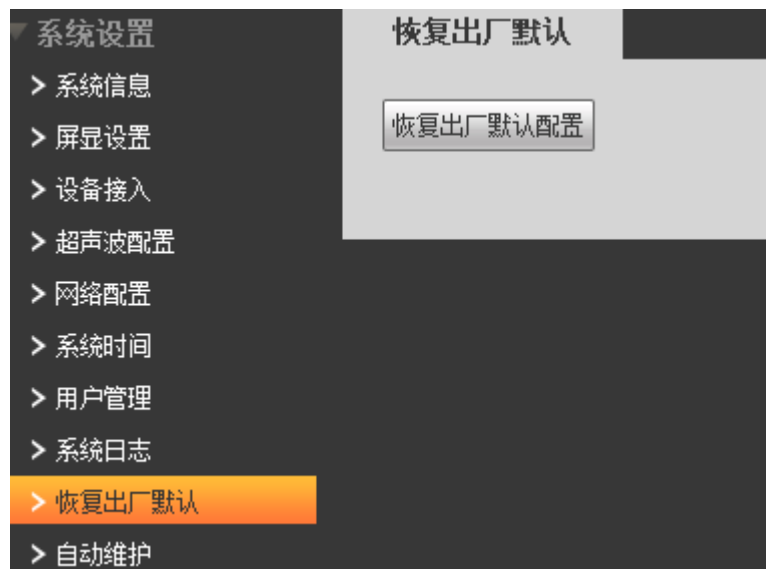 系统设置
系统信息
屏显设置
设备接入
超声波配置
网络配置
系统时间
用户管理
系统日志
恢复出厂默认
自动维护
恢复出厂默认
恢复出厂默认配置